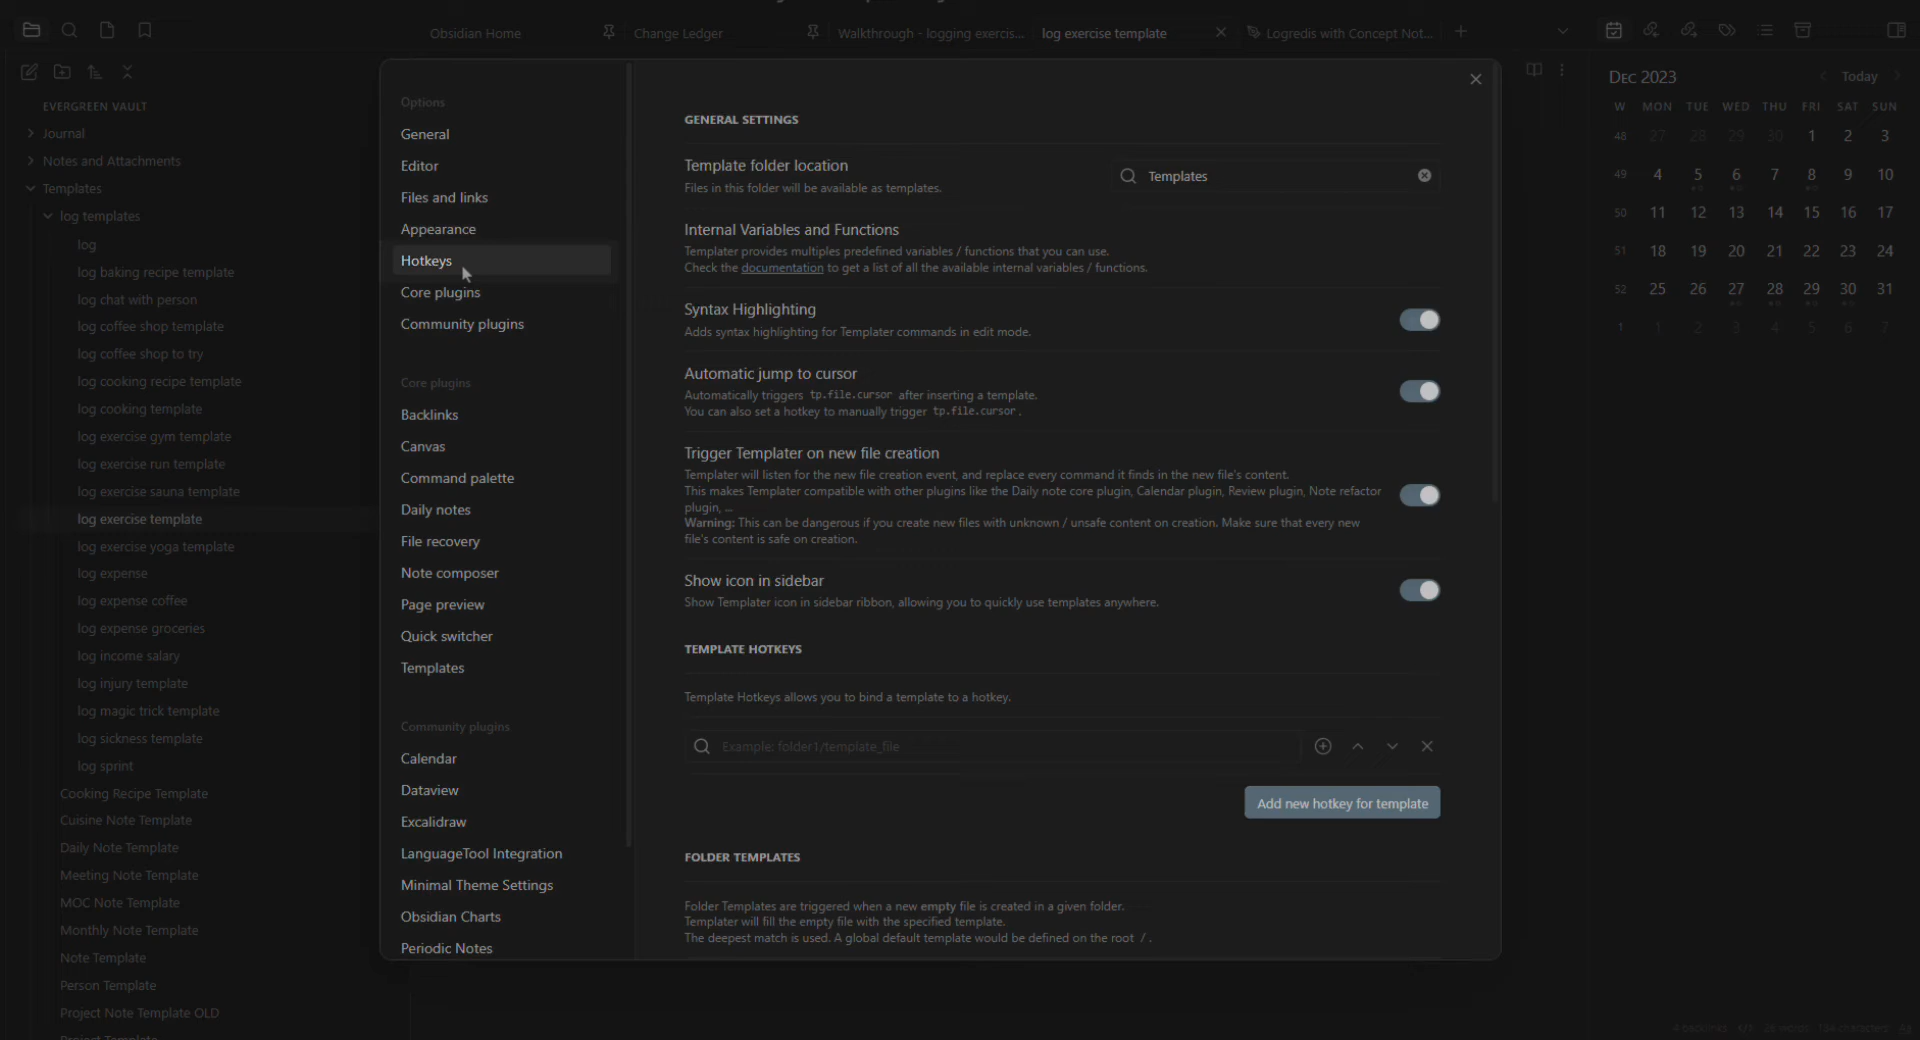 Obsidian Home
Change Ledger
Walkthrough - logging exercis...
log exercise template
Logredis with Concept Not...
EVERGREEN VAULT
Journal
Notes and Attachments
Templates
log templates
log
log baking recipe template
log chat with person
log coffee shop template
log coffee shop to try
log cooking recipe template
log cooking template
log exercise gym template
log exercise run template
log exercise sauna template
log exercise template
log exercise yoga template
log expense
log expense coffee
log expense groceries
log income salary
log injury template
log magic trick template
log sickness template
log sprint
Cooking Recipe Template
Cuisine Note Template
Daily Note Template
Meeting Note Template
MOC Note Template
Monthly Note Template
Note Template
Person Template
Project Note Template OLD
Project Template
Options
General
Editor
Files and links
Appearance
Hotkeys
Core plugins
Community plugins
Core plugins
Backlinks
Canvas
Command palette
Daily notes
File recovery
Note composer
Page preview
Quick switcher
Templates
Community plugins
Calendar
Dataview
Excalidraw
LanguageTool Integration
Minimal Theme Settings
Obsidian Charts
Periodic Notes
GENERAL SETTINGS
Template folder location
Files in this folder will be available as templates.
Templates
Internal Variables and Functions
Templater provides multiples predefined variables / functions that you can use.
Check the documentation to get a list of all the available internal variables / functions.
Syntax Highlighting
Adds syntax highlighting for Templater commands in edit mode.
Automatic jump to cursor
Automatically triggers tp.file.cursor after inserting a template.
You can also set a hotkey to manually trigger tp.file.cursor.
Trigger Templater on new file creation
Templater will listen for the new file creation event, and replace every command it finds in the new file's content.
This makes Templater compatible with other plugins like the Daily note core plugin, Calendar plugin, Review plugin, Note refactor
plugin, ...
Warning: This can be dangerous if you create new files with unknown / unsafe content on creation. Make sure that every new
file's content is safe on creation.
Show icon in sidebar
Show Templater icon in sidebar ribbon, allowing you to quickly use templates anywhere.
TEMPLATE HOTKEYS
Template Hotkeys allows you to bind a template to a hotkey.
Example: folder1/template_file
Add new hotkey for template
FOLDER TEMPLATES
Folder Templates are triggered when a new empty file is created in a given folder.
Templater will fill the empty file with the specified template.
The deepest match is used. A global default template would be defined on the root / .
DEC 2023
Today
W MON TUE WED THU FRI SAT SUN
48 27 28 29 30 1 2 3
49 4 5 6 7 8 9 10
50 11 12 13 14 15 16 17
51 18 19 20 21 22 23 24
52 25 26 27 28 29 30 31
1 1 2 3 4 5 6 7